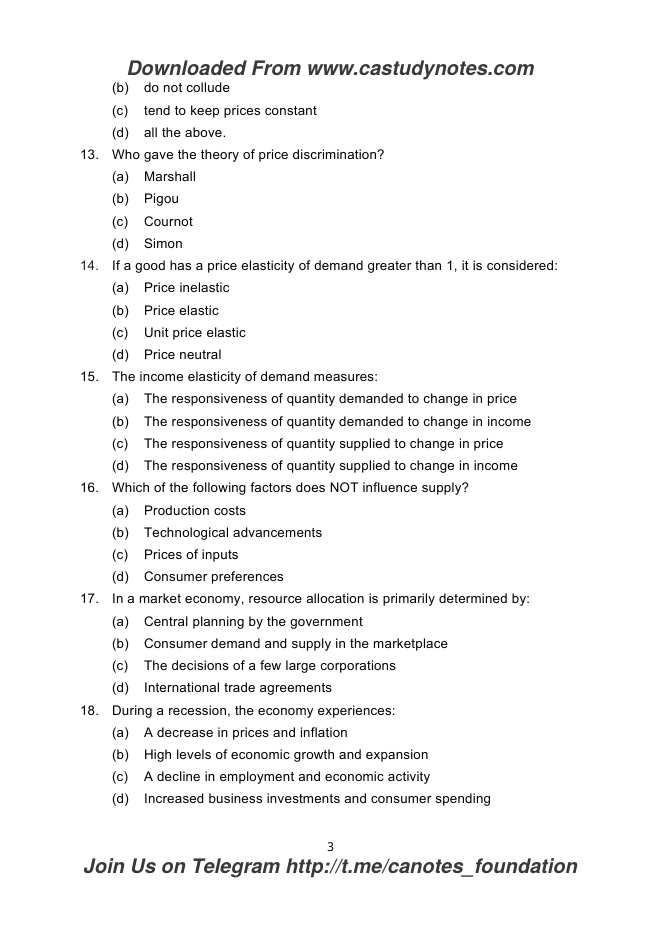 Downloaded From www.castudynotes.com
(b) do not collude
(c) tend to keep prices constant
(d) all the above.
13. Who gave the theory of price discrimination?
(a) Marshall
(b) Pigou
(c) Cournot
(d) Simon
14. If a good has a price elasticity of demand greater than 1, it is considered:
(a) Price inelastic
(b) Price elastic
(c) Unit price elastic
(d) Price neutral
15. The income elasticity of demand measures:
(a) The responsiveness of quantity demanded to change in price
(b) The responsiveness of quantity demanded to change in income
(c) The responsiveness of quantity supplied to change in price
(d) The responsiveness of quantity supplied to change in income
16. Which of the following factors does NOT influence supply?
(a) Production costs
(b) Technological advancements
(c) Prices of inputs
(d) Consumer preferences
17. In a market economy, resource allocation is primarily determined by:
(a) Central planning by the government
(b) Consumer demand and supply in the marketplace
(c) The decisions of a few large corporations
(d) International trade agreements
18. During a recession, the economy experiences:
(a) A decrease in prices and inflation
(b) High levels of economic growth and expansion
(c) A decline in employment and economic activity
(d) Increased business investments and consumer spending
3
Join Us on Telegram http://t.me/canotes_foundation